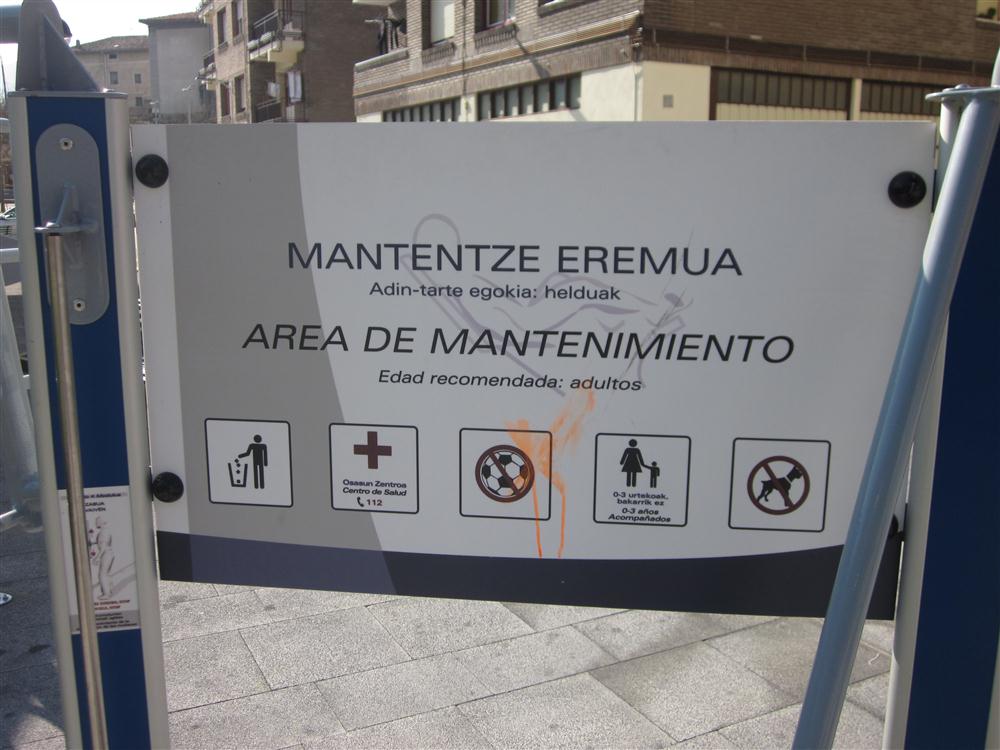 MANTENTZE EREMUA
Adin-tarte egokia: helduak
AREA DE MANTENIMIENTO
Edad recomendada: adultos
Osasun Zentroa
Centro de Salud
112
0-3 urtekoak,
bakarrik ez
0-3 años
Acompañados